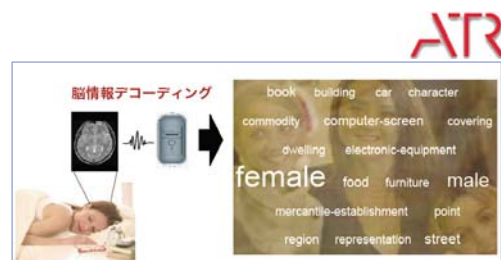 ATR
脳情報デコーディング
book building car character
commodity computer-screen covering
dwelling electronic-equipment
female food furniture male
mercantile-establishment point
region representation street